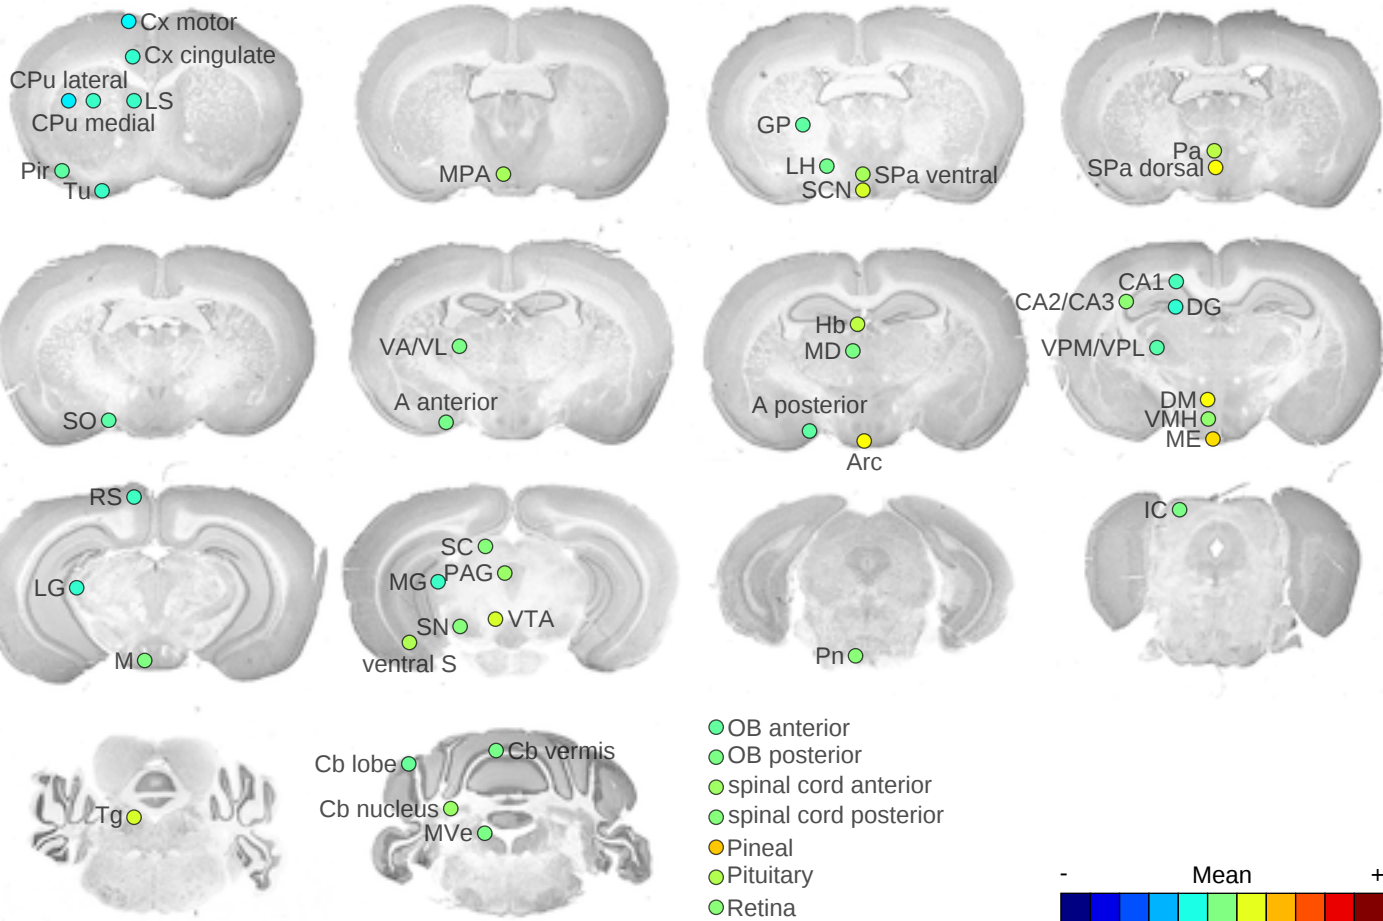 Cx motor
Cx cingulate
CPu lateral
LS
CPu medial
Pir
Tu
MPA
GP
LH
SPa ventral
SCN
Pa
SPa dorsal
SO
VA/VL
A anterior
Hb
MD
A posterior
Arc
CA1
CA2/CA3
DG
VPM/VPL
DM
VMH
ME
RS
LG
M
SC
PAG
MG
VTA
SN
ventral S
Pn
IC
Tg
Cb vermis
Cb lobe
Cb nucleus
MVe
OB anterior
OB posterior
spinal cord anterior
spinal cord posterior
Pineal
Pituitary
Retina
- Mean +